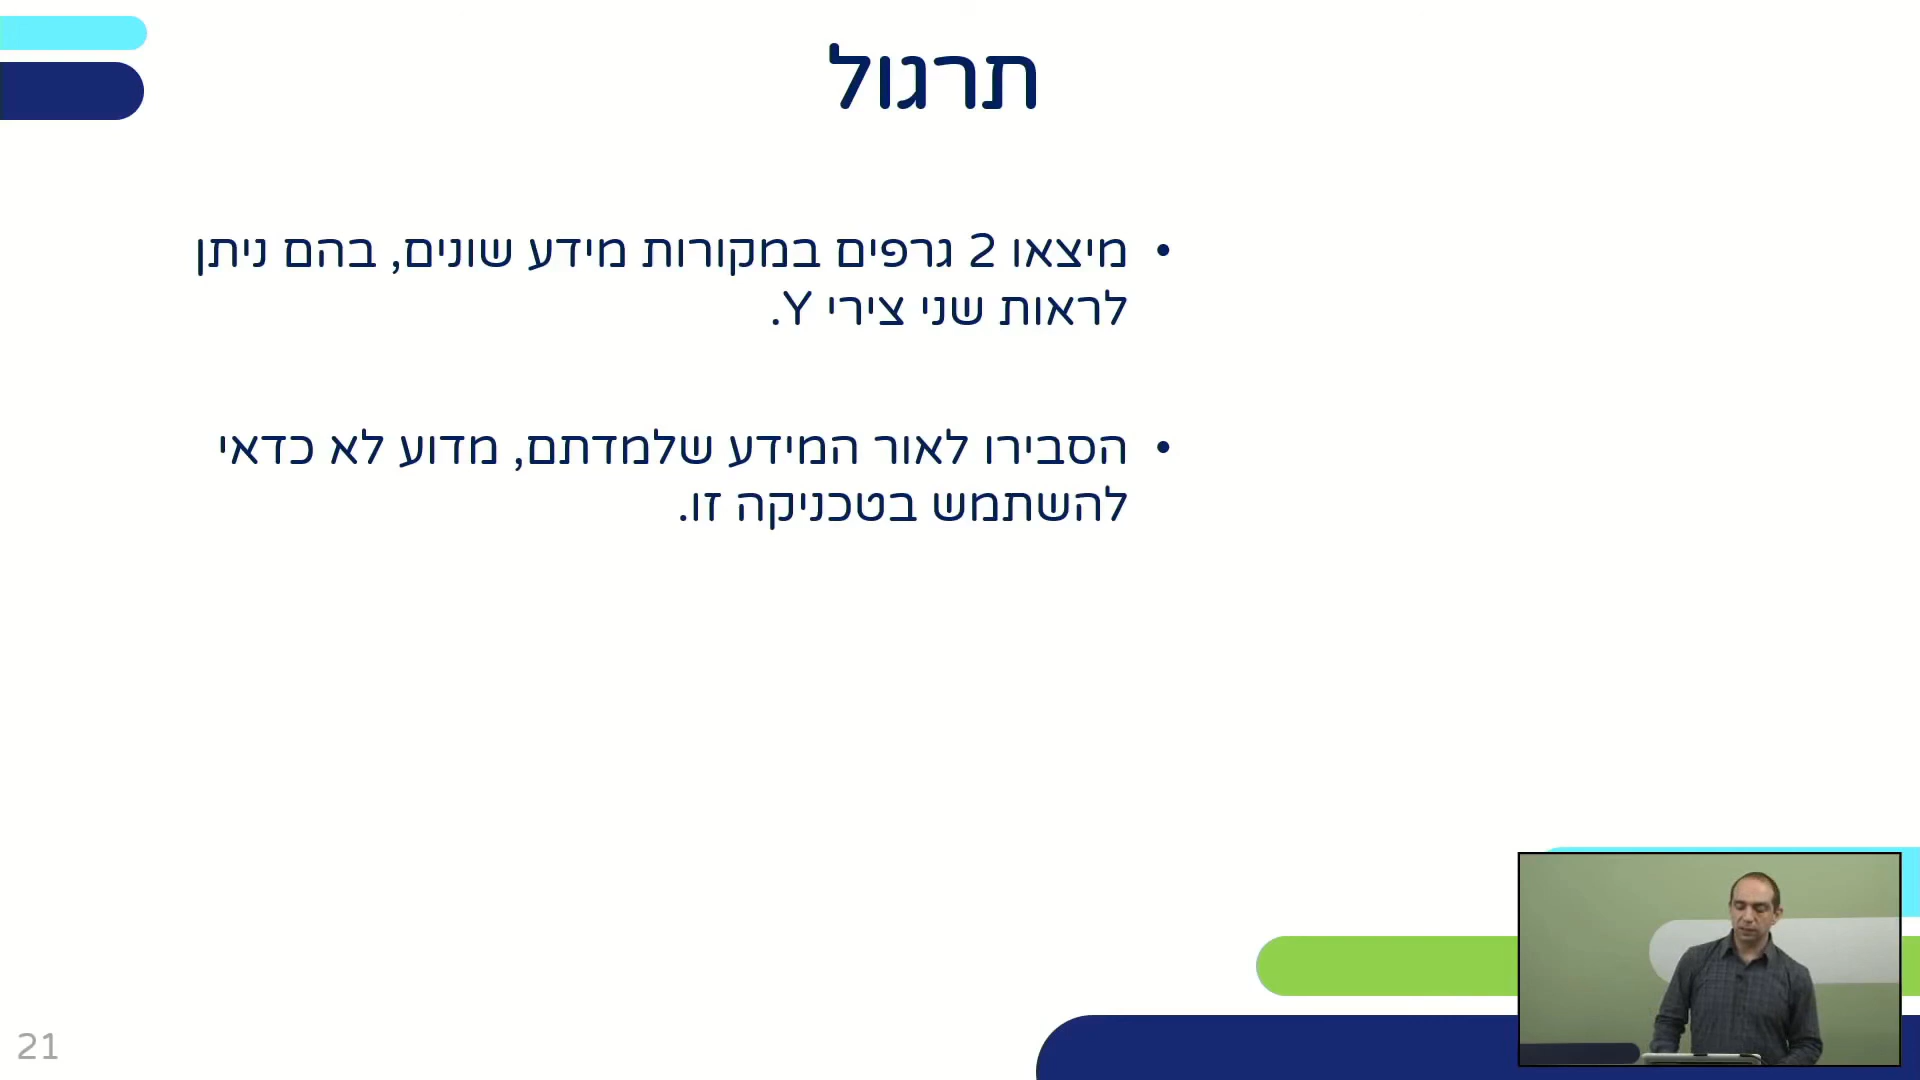 תרגול
• מיצאו 2 גרפים במקורות מידע שונים, בהם ניתן
לראות שני צירי Y.
• הסבירו לאור המידע שלמדתם, מדוע לא כדאי
להשתמש בטכניקה זו.
21